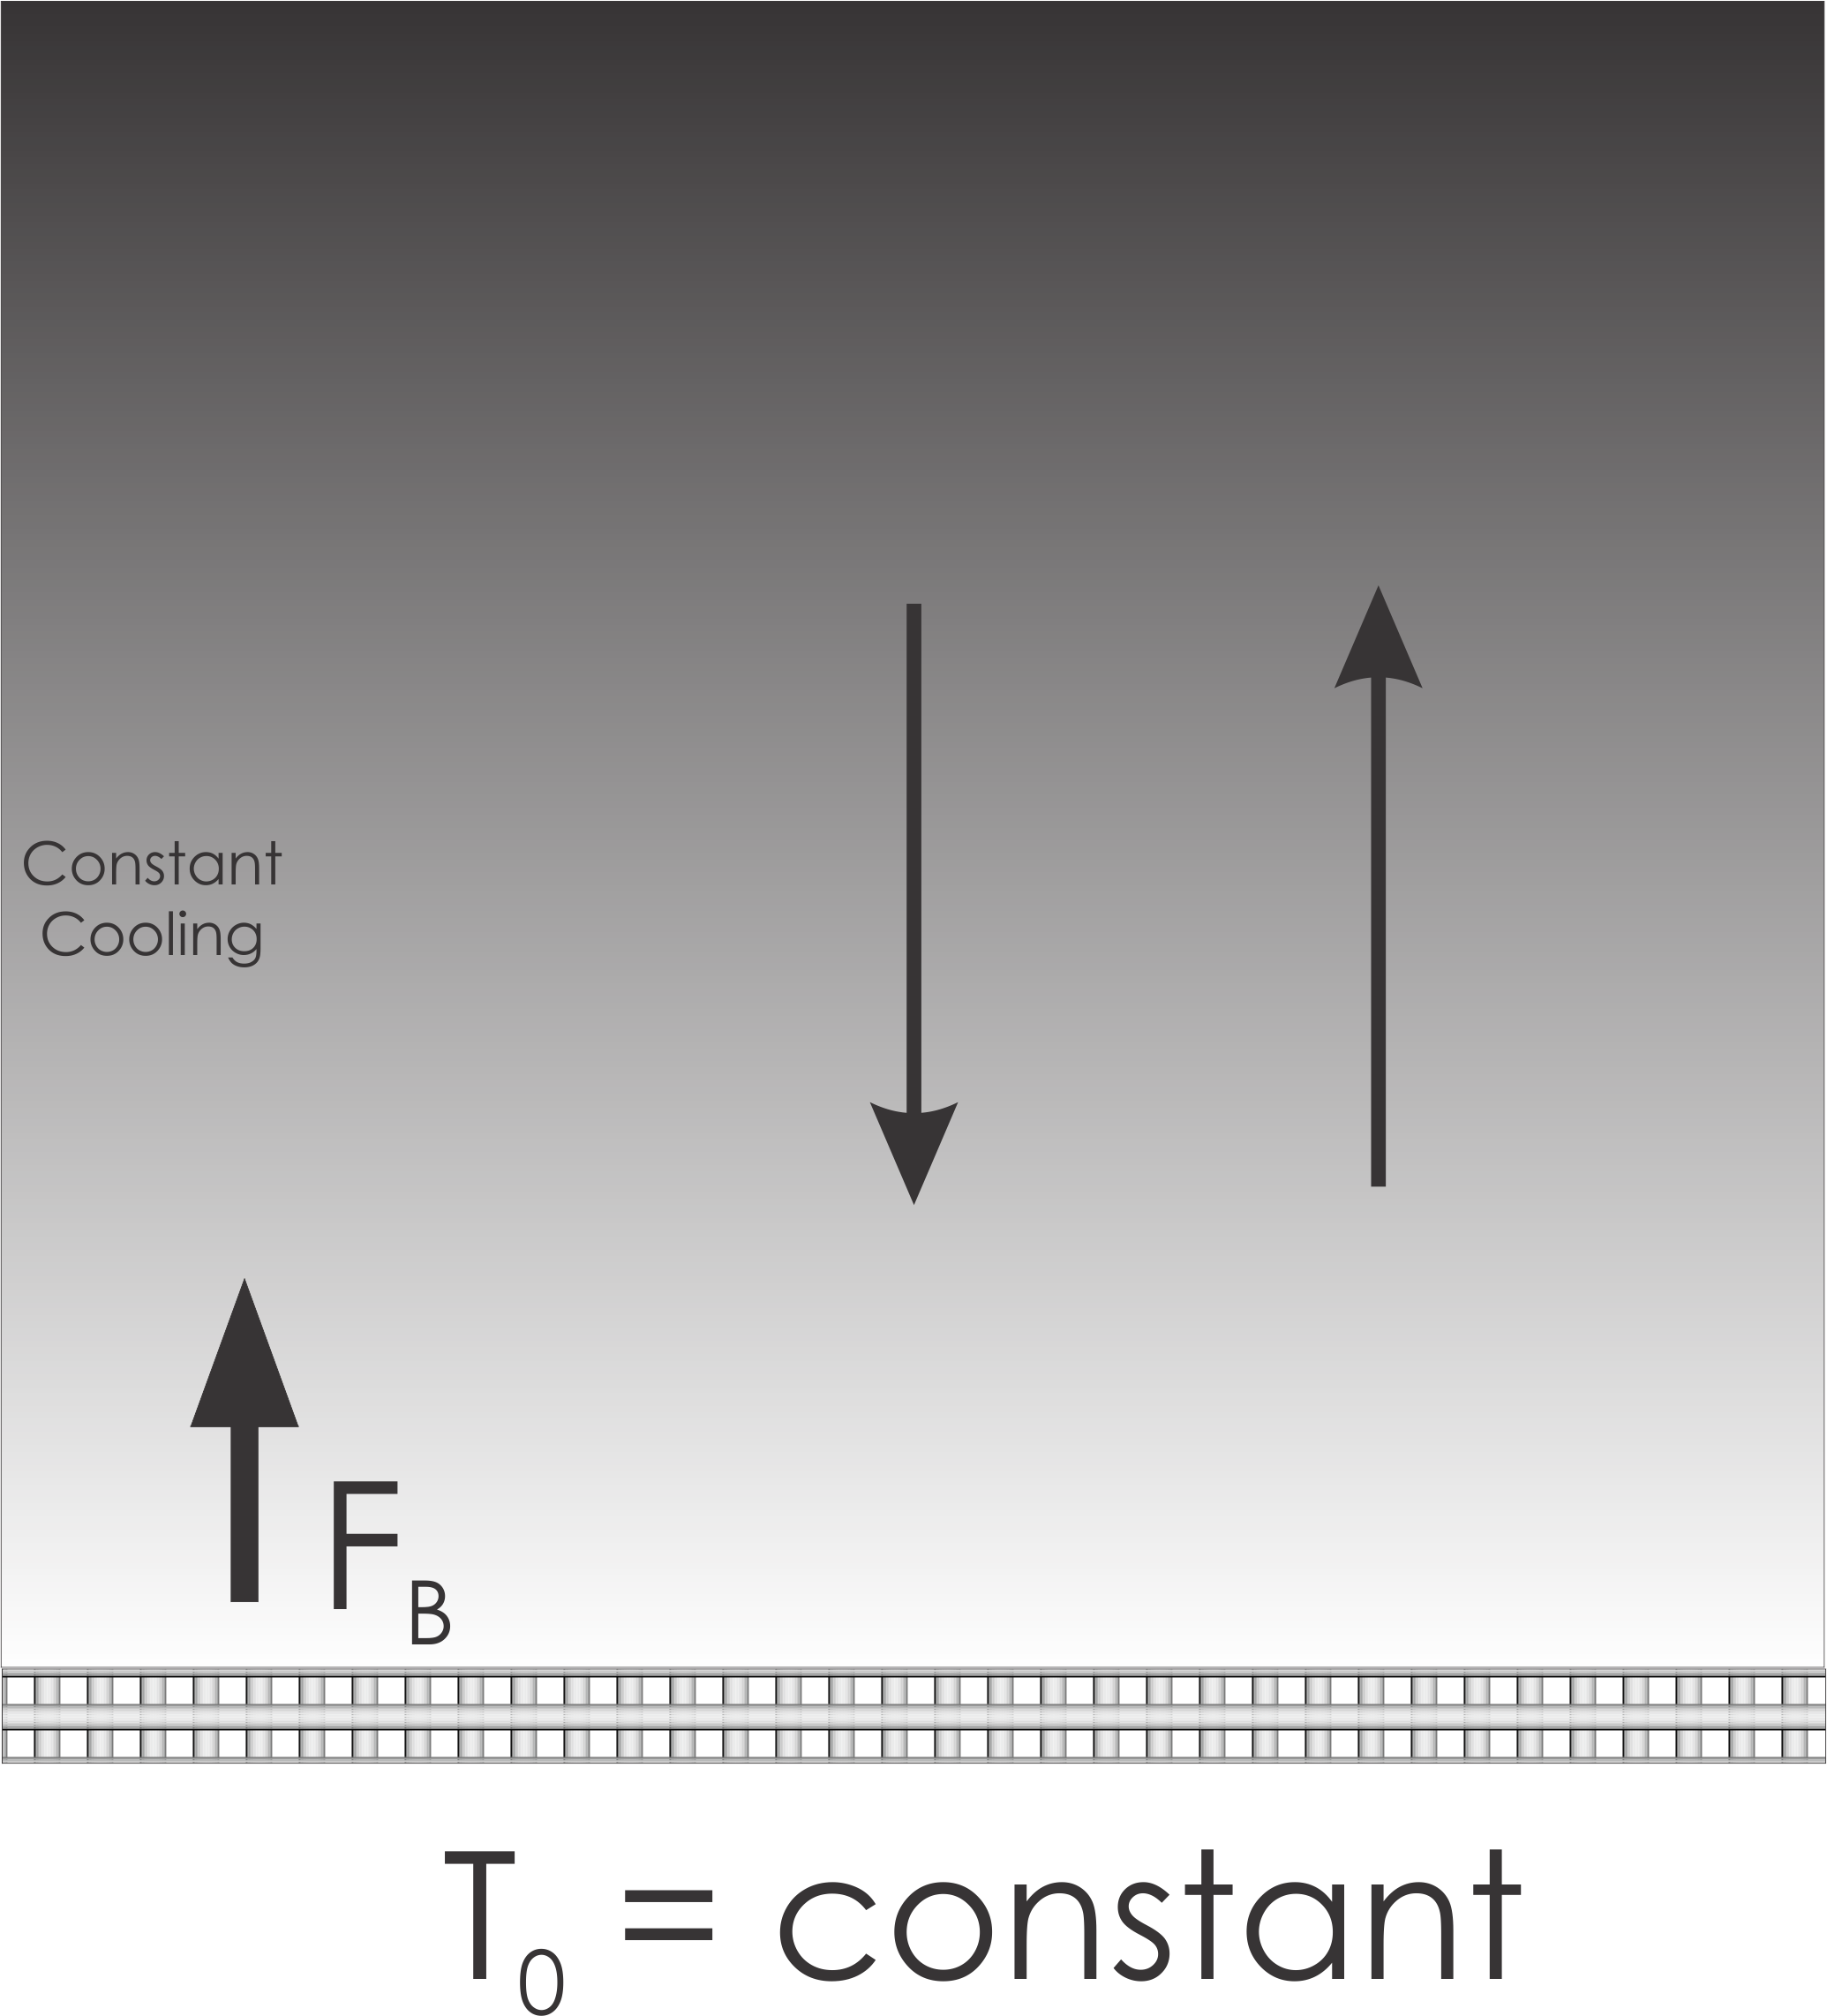 Constant
Cooling
F_B
T_0 = constant